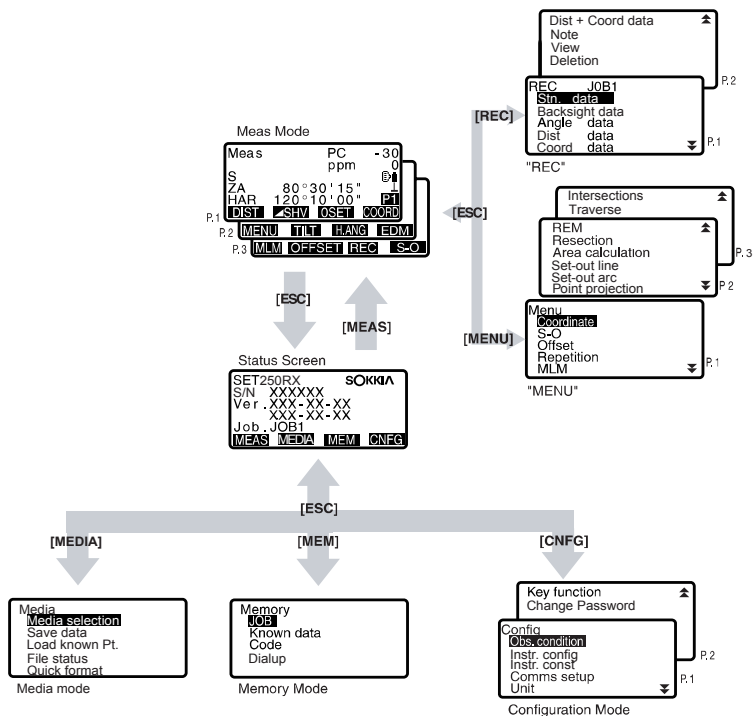 Dist + Coord data
Note
View
Deletion
P.2
REC J0B1
Stn. data
Backsight data
Angle data
Dist data
Coord data
P.1
"REC"
[REC]
Meas Mode
Meas PC -30
ppm 0
S
ZA 80°30'15"
HAR 120°10'00" P1
DIST ⊿SHV 0SET COORD
P.1
P.2 MENU TILT H.ANG EDM
P.3 MLM OFFSET REC S-O
[ESC]
Intersections
Traverse
P.3
REM
Resection
Area calculation
Set-out line
Set-out arc
Point projection
P 2
[MENU]
Menu
Coordinate
S-O
Offset
Repetition
MLM
P.1
"MENU"
[ESC]
[MEAS]
Status Screen
SET250RX SOKKIA
S/N XXXXXX
Ver.XXX-XX-XX
XXX-XX-XX
Job.JOB1
MEAS MEDIA MEM CNFG
[ESC]
[MEDIA] [MEM] [CNFG]
Media
Media selection
Save data
Load known Pt.
File status
Quick format
Media mode
Memory
JOB
Known data
Code
Dialup
Memory Mode
Key function
Change Password
P.2
Config
Obs. condition
Instr. config
Instr. const
Comms setup
Unit
P.1
Configuration Mode